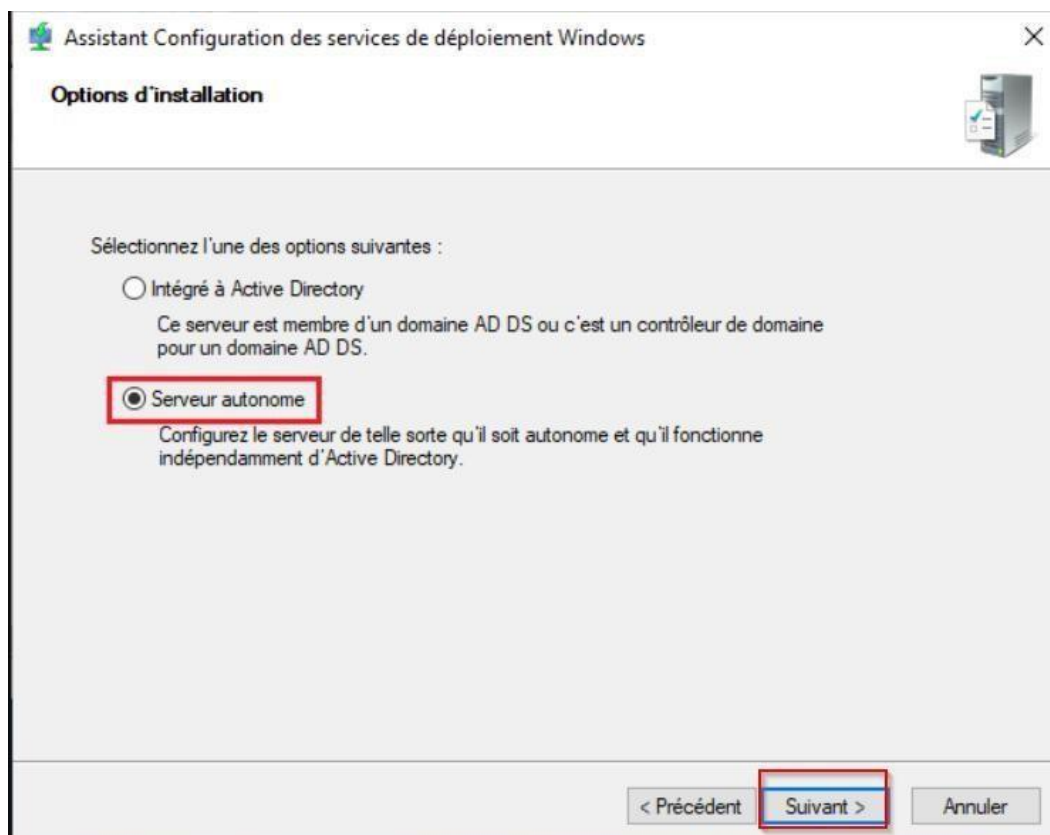 Assistant Configuration des services de déploiement Windows
Options d'installation
Sélectionnez l'une des options suivantes :
Intégré à Active Directory
Ce serveur est membre d'un domaine AD DS ou c'est un contrôleur de domaine
pour un domaine AD DS.
Serveur autonome
Configurez le serveur de telle sorte qu'il soit autonome et qu'il fonctionne
indépendamment d'Active Directory.
< Précédent Suivant > Annuler